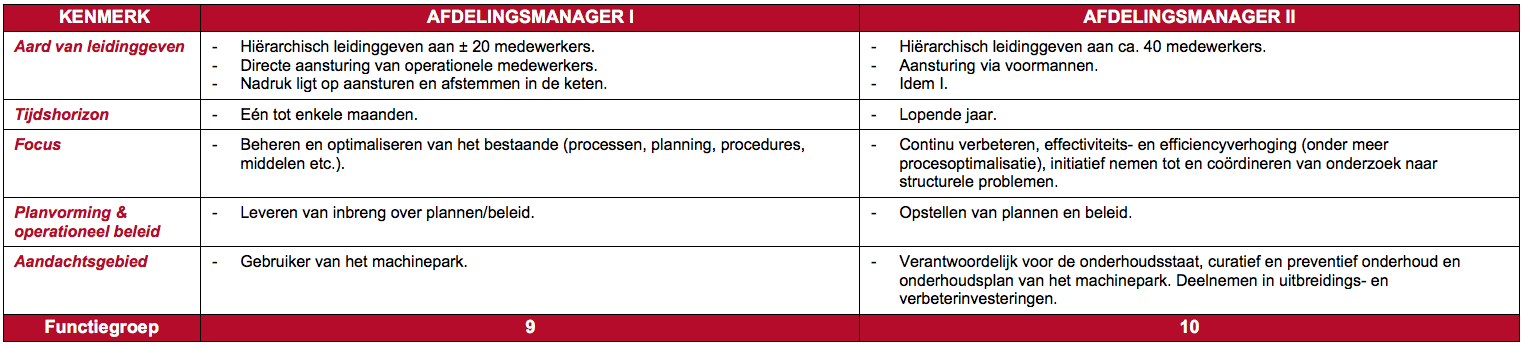 KENMERK AFDELINGSMANAGER I AFDELINGSMANAGER II
Aard van leidinggeven
- Hiërarchisch leidinggeven aan ± 20 medewerkers.
- Directe aansturing van operationele medewerkers.
- Nadruk ligt op aansturen en afstemmen in de keten.
- Hiërarchisch leidinggeven aan ca. 40 medewerkers.
- Aansturing via voormannen.
- Idem I.
Tijdshorizon
- Eén tot enkele maanden.
- Lopende jaar.
Focus
- Beheren en optimaliseren van het bestaande (processen, planning, procedures,
middelen etc.).
- Continu verbeteren, effectiviteits- en efficiencyverhoging (onder meer
procesoptimalisatie), initiatief nemen tot en coördineren van onderzoek naar
structurele problemen.
Planvorming &
operationeel beleid
- Leveren van inbreng over plannen/beleid.
- Opstellen van plannen en beleid.
Aandachtsgebied
- Gebruiker van het machinepark.
- Verantwoordelijk voor de onderhoudsstaat, curatief en preventief onderhoud en
onderhoudsplan van het machinepark. Deelnemen in uitbreidings- en
verbeterinvesteringen.
Functiegroep 9 10